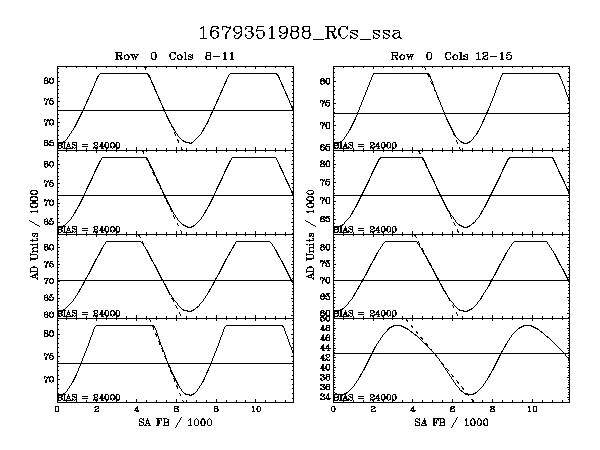 1679351988_RCs_ssa
Row 0 Cols 8-11
Row 0 Cols 12-15
80
75
70
65
BIAS = 24000
80
75
70
65
BIAS = 24000
80
75
70
65
BIAS = 24000
80
75
70
65
BIAS = 24000
80
75
70
65
60
BIAS = 24000
80
75
70
65
60
BIAS = 24000
80
75
70
BIAS = 24000
50
48
46
44
42
40
38
36
34
BIAS = 24000
AD Units / 1000
AD Units / 1000
0 2 4 6 8 10
0 2 4 6 8 10
SA FB / 1000
SA FB / 1000